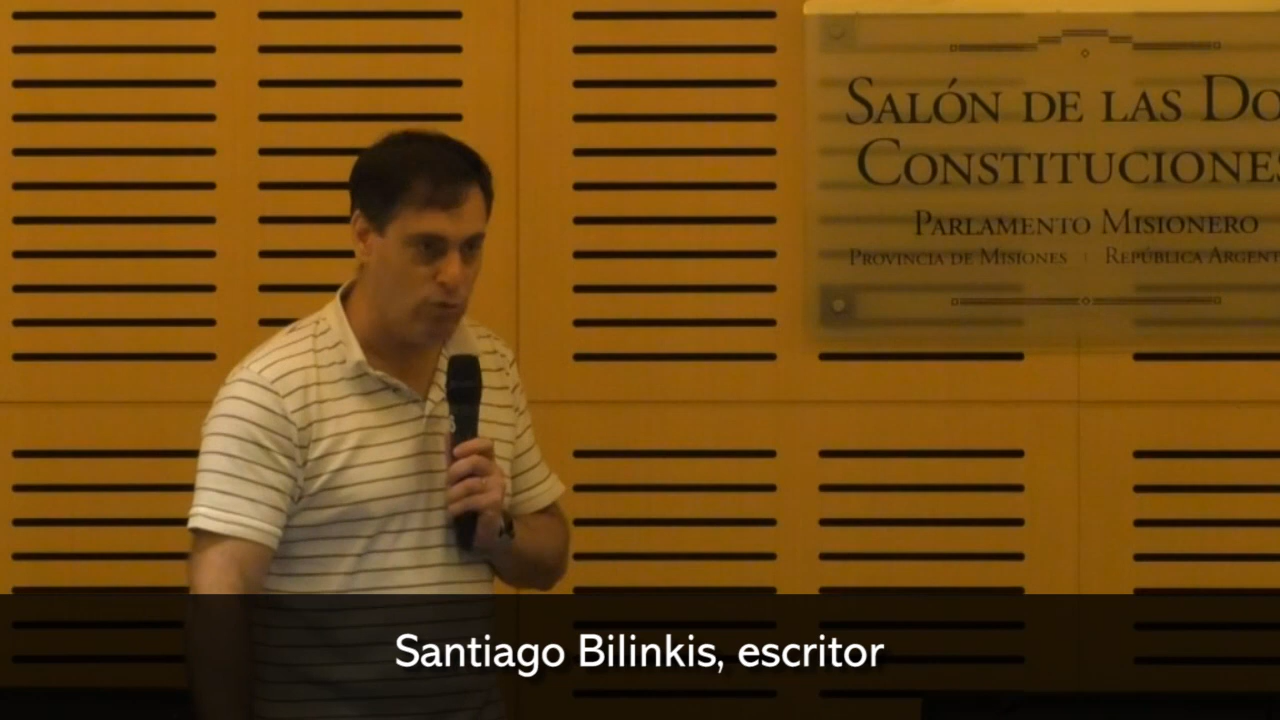 SALÓN DE LAS DO
CONSTITUCIONES
PARLAMENTO MISIONERO
PROVINCIA DE MISIONES | REPÚBLICA ARGENT
Santiago Bilinkis, escritor